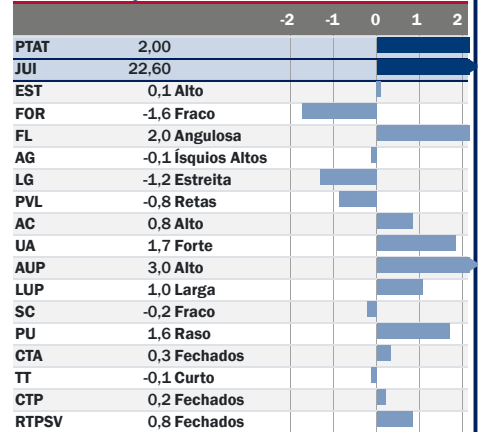 -2 -1 0 1 2
PTAT 2,00
JUI 22,60
EST 0,1 Alto
FOR -1,6 Fraco
FL 2,0 Angulosa
AG -0,1 Ísquios Altos
LG -1,2 Estreita
PVL -0,8 Retas
AC 0,8 Alto
UA 1,7 Forte
AUP 3,0 Alto
LUP 1,0 Larga
SC -0,2 Fraco
PU 1,6 Raso
CTA 0,3 Fechados
TT -0,1 Curto
CTP 0,2 Fechados
RTPSV 0,8 Fechados